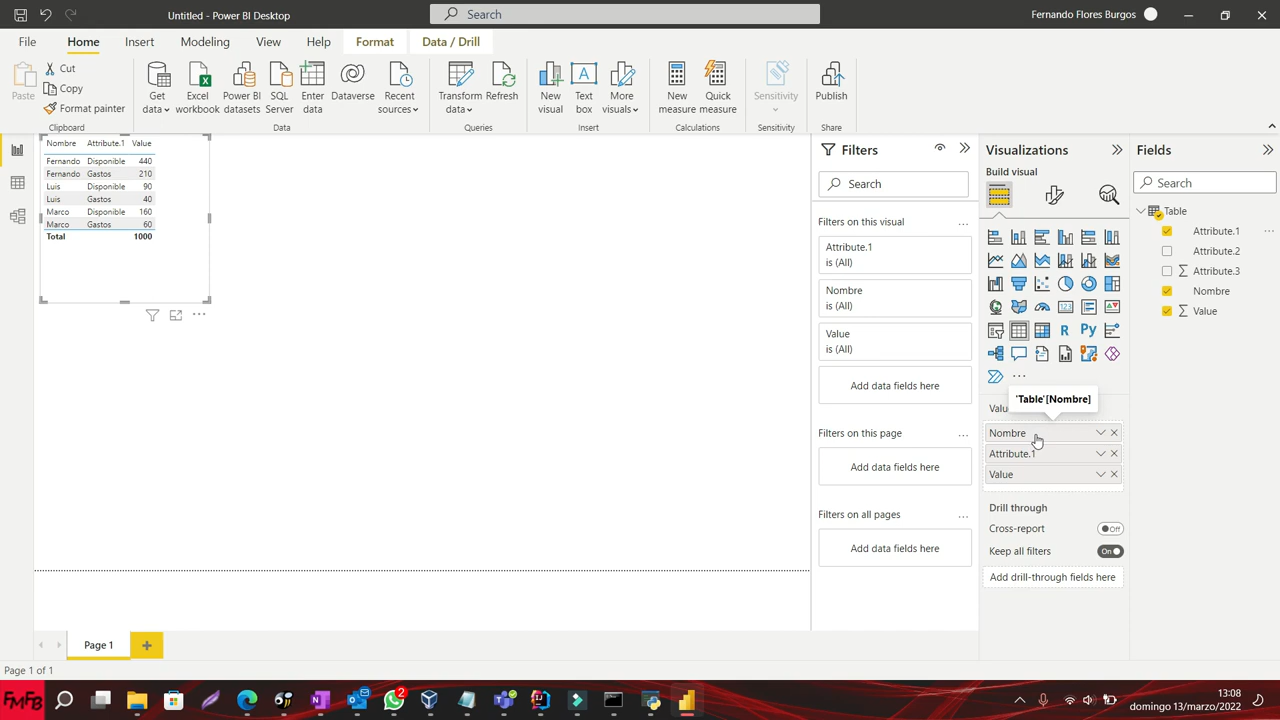 Untitled - Power BI Desktop
Search
Fernando Flores Burgos
File Home Insert Modeling View Help Format Data / Drill
Paste
Cut
Copy
Format painter
Clipboard
Get data
Excel workbook
Power BI datasets
SQL Server
Enter data
Dataverse
Recent sources
Data
Transform data
Refresh
Queries
New visual
Text box
More visuals
Insert
New measure
Quick measure
Calculations
Sensitivity
Sensitivity
Publish
Share
Nombre Attribute.1 Value
Fernando Disponible 440
Fernando Gastos 210
Luis Disponible 90
Luis Gastos 40
Marco Disponible 160
Marco Gastos 60
Total 1000
Filters
Search
Filters on this visual ...
Attribute.1
is (All)
Nombre
is (All)
Value
is (All)
Add data fields here
Filters on this page ...
Add data fields here
Filters on all pages ...
Add data fields here
Visualizations
Build visual
123
R
Py
...
'Table'[Nombre]
Valu
Nombre
Attribute.1
Value
Drill through
Cross-report Off
Keep all filters On
Add drill-through fields here
Fields
Search
Table
Attribute.1 ...
Attribute.2
Σ Attribute.3
Nombre
Σ Value
Page 1
Page 1 of 1
FMFB
2
13:08
domingo 13/marzo/2022